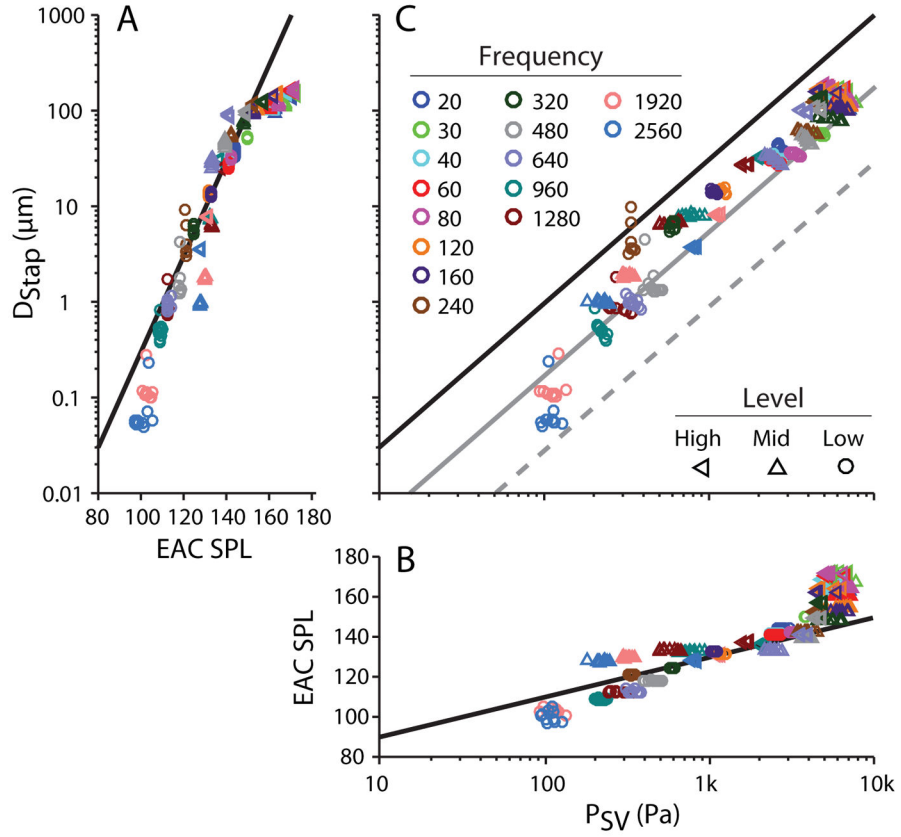 A
C
1000
100
10
1
0.1
0.01
DStap (µm)
80 100 120 140 160 180
EAC SPL
Frequency
20 320 1920
30 480 2560
40 640
60 960
80 1280
120
160
240
Level
High Mid Low
B
180
160
140
120
100
80
EAC SPL
10 100 1k 10k
PSV (Pa)